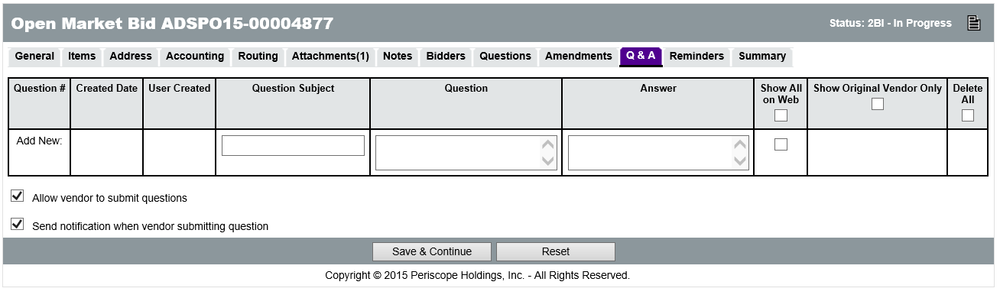 Open Market Bid ADSPO15-00004877
Status: 2BI - In Progress
General Items Address Accounting Routing Attachments(1) Notes Bidders Questions Amendments Q & A Reminders Summary
Question # Created Date User Created Question Subject Question Answer Show All on Web Show Original Vendor Only Delete All
Add New:
Allow vendor to submit questions
Send notification when vendor submitting question
Save & Continue Reset
Copyright © 2015 Periscope Holdings, Inc. - All Rights Reserved.